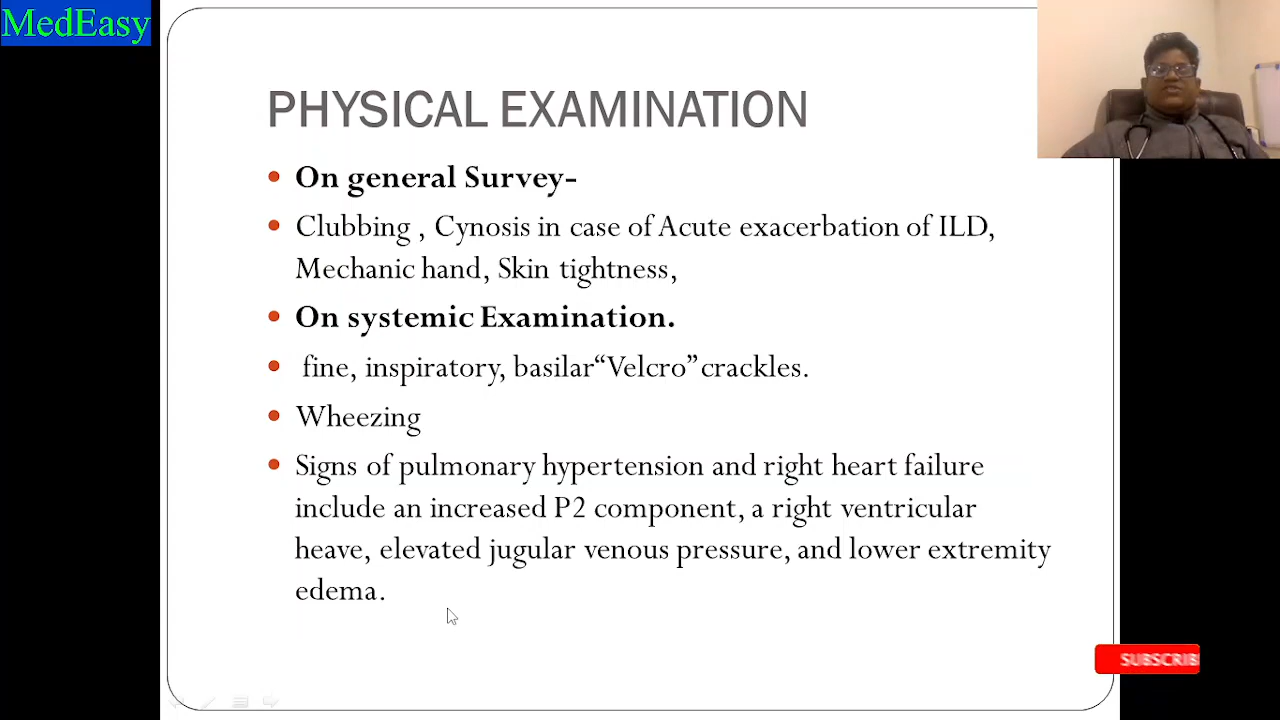 MedEasy
PHYSICAL EXAMINATION
On general Survey-
Clubbing , Cynosis in case of Acute exacerbation of ILD,
Mechanic hand, Skin tightness,
On systemic Examination.
fine, inspiratory, basilar“Velcro” crackles.
Wheezing
Signs of pulmonary hypertension and right heart failure
include an increased P2 component, a right ventricular
heave, elevated jugular venous pressure, and lower extremity
edema.
SUBSCRIB